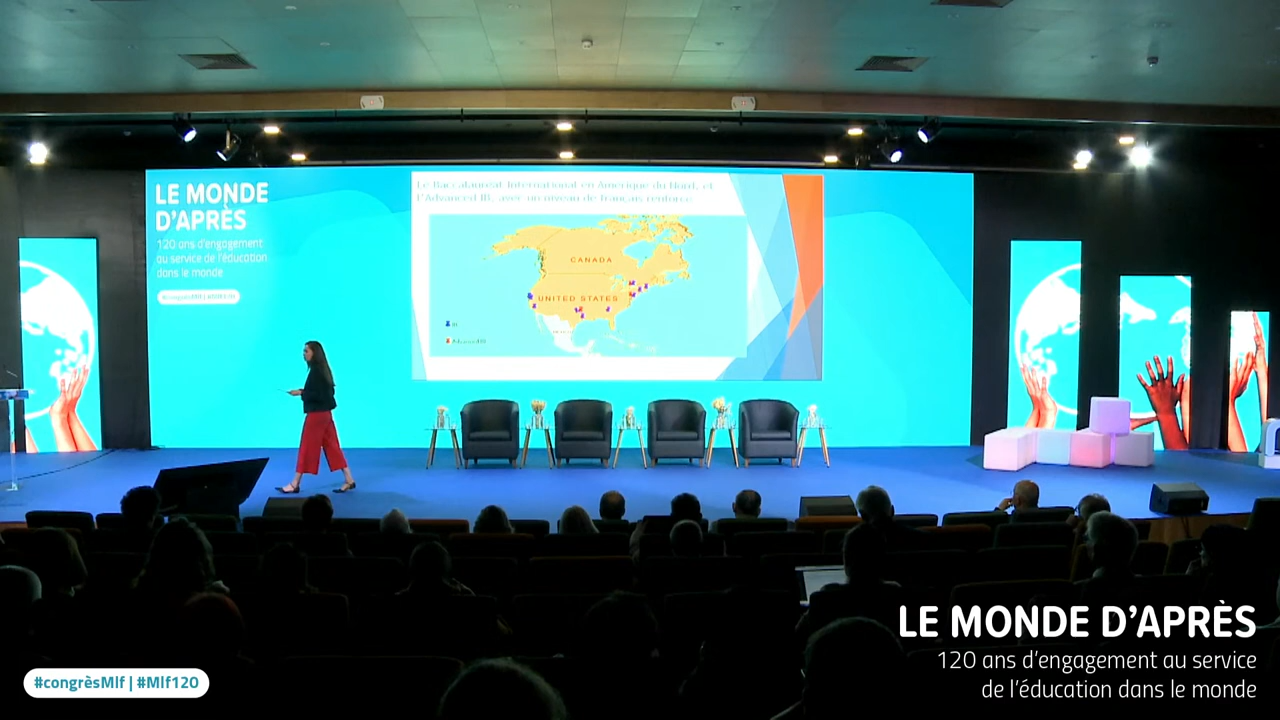 LE MONDE
D'APRÈS
120 ans d'engagement
au service de l'éducation
dans le monde
Le Baccalaureat International en Amérique du Nord, et
l'Advanced IB, avec un niveau de français renforcé
CANADA
UNITED STATES
LE MONDE D'APRÈS
120 ans d'engagement au service
de l'éducation dans le monde
#congrèsMlf | #Mlf120